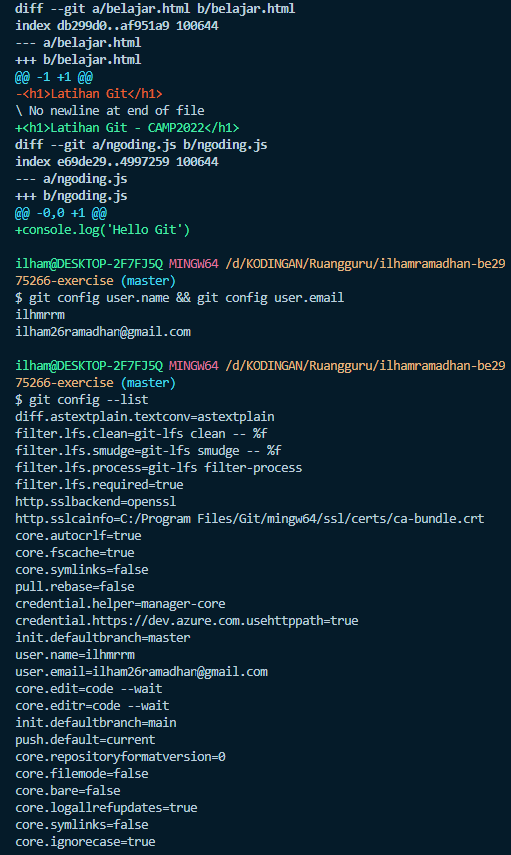 diff --git a/belajar.html b/belajar.html
index db299d0..af951a9 100644
--- a/belajar.html
+++ b/belajar.html
@@ -1 +1 @@
-<h1>Latihan Git</h1>
\ No newline at end of file
+<h1>Latihan Git - CAMP2022</h1>
diff --git a/ngoding.js b/ngoding.js
index e69de29..4997259 100644
--- a/ngoding.js
+++ b/ngoding.js
@@ -0,0 +1 @@
+console.log('Hello Git')
ilham@DESKTOP-2F7FJ5Q MINGW64 /d/KODINGAN/Ruangguru/ilhamramadhan-be29
75266-exercise (master)
$ git config user.name && git config user.email
ilhmrrm
ilham26ramadhan@gmail.com
ilham@DESKTOP-2F7FJ5Q MINGW64 /d/KODINGAN/Ruangguru/ilhamramadhan-be29
75266-exercise (master)
$ git config --list
diff.astextplain.textconv=astextplain
filter.lfs.clean=git-lfs clean -- %f
filter.lfs.smudge=git-lfs smudge -- %f
filter.lfs.process=git-lfs filter-process
filter.lfs.required=true
http.sslbackend=openssl
http.sslcainfo=C:/Program Files/Git/mingw64/ssl/certs/ca-bundle.crt
core.autocrlf=true
core.fscache=true
core.symlinks=false
pull.rebase=false
credential.helper=manager-core
credential.https://dev.azure.com.usehttppath=true
init.defaultbranch=master
user.name=ilhmrrm
user.email=ilham26ramadhan@gmail.com
core.edit=code --wait
core.editr=code --wait
init.defaultbranch=main
push.default=current
core.repositoryformatversion=0
core.filemode=false
core.bare=false
core.logallrefupdates=true
core.symlinks=false
core.ignorecase=true